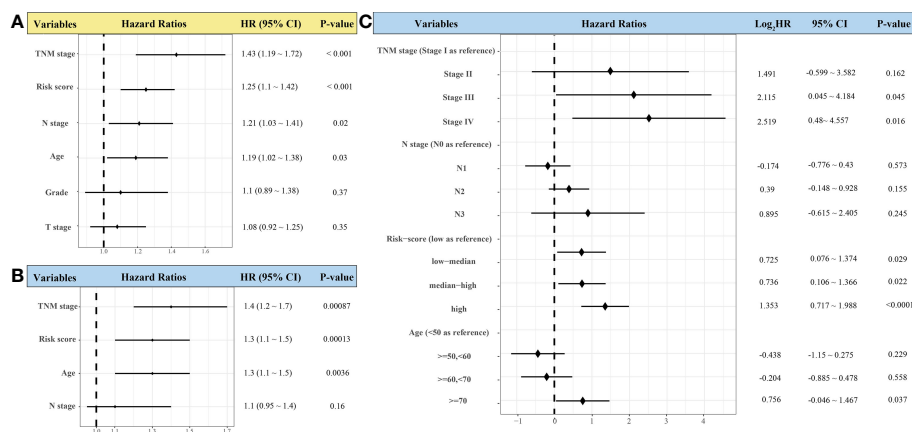 A
Variables Hazard Ratios HR (95% CI) P-value
TNM stage 1.43 (1.19 ~ 1.72) < 0.001
Risk score 1.25 (1.1 ~ 1.42) < 0.001
N stage 1.21 (1.03 ~ 1.41) 0.02
Age 1.19 (1.02 ~ 1.38) 0.03
Grade 1.1 (0.89 ~ 1.38) 0.37
T stage 1.08 (0.92 ~ 1.25) 0.35
1.0 1.2 1.4 1.6
B
Variables Hazard Ratios HR (95% CI) P-value
TNM stage 1.4 (1.2 ~ 1.7) 0.00087
Risk score 1.3 (1.1 ~ 1.5) 0.00013
Age 1.3 (1.1 ~ 1.5) 0.0036
N stage 1.1 (0.95 ~ 1.4) 0.16
1.0 1.1 1.3 1.5 1.7
C
Variables Hazard Ratios Log2HR 95% CI P-value
TNM stage (Stage I as reference)
Stage II 1.491 -0.599 ~ 3.582 0.162
Stage III 2.115 0.045 ~ 4.184 0.045
Stage IV 2.519 0.48~ 4.557 0.016
N stage (N0 as reference)
N1 -0.174 -0.776 ~ 0.43 0.573
N2 0.39 -0.148 ~ 0.928 0.155
N3 0.895 -0.615 ~ 2.405 0.245
Risk-score (low as reference)
low-median 0.725 0.076 ~ 1.374 0.029
median-high 0.736 0.106 ~ 1.366 0.022
high 1.353 0.717 ~ 1.988 <0.0001
Age (<50 as reference)
>=50,<60 -0.438 -1.15 ~ 0.275 0.229
>=60,<70 -0.204 -0.885 ~ 0.478 0.558
>=70 0.756 -0.046 ~ 1.467 0.037
-1 0 1 2 3 4